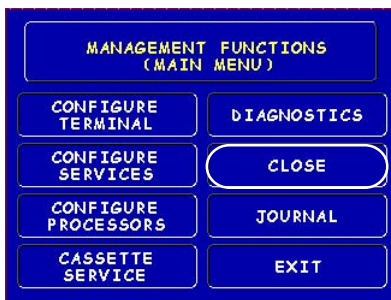 MANAGEMENT FUNCTIONS
(MAIN MENU)
CONFIGURE
TERMINAL
DIAGNOSTICS
CONFIGURE
SERVICES
CLOSE
CONFIGURE
PROCESSORS
JOURNAL
CASSETTE
SERVICE
EXIT